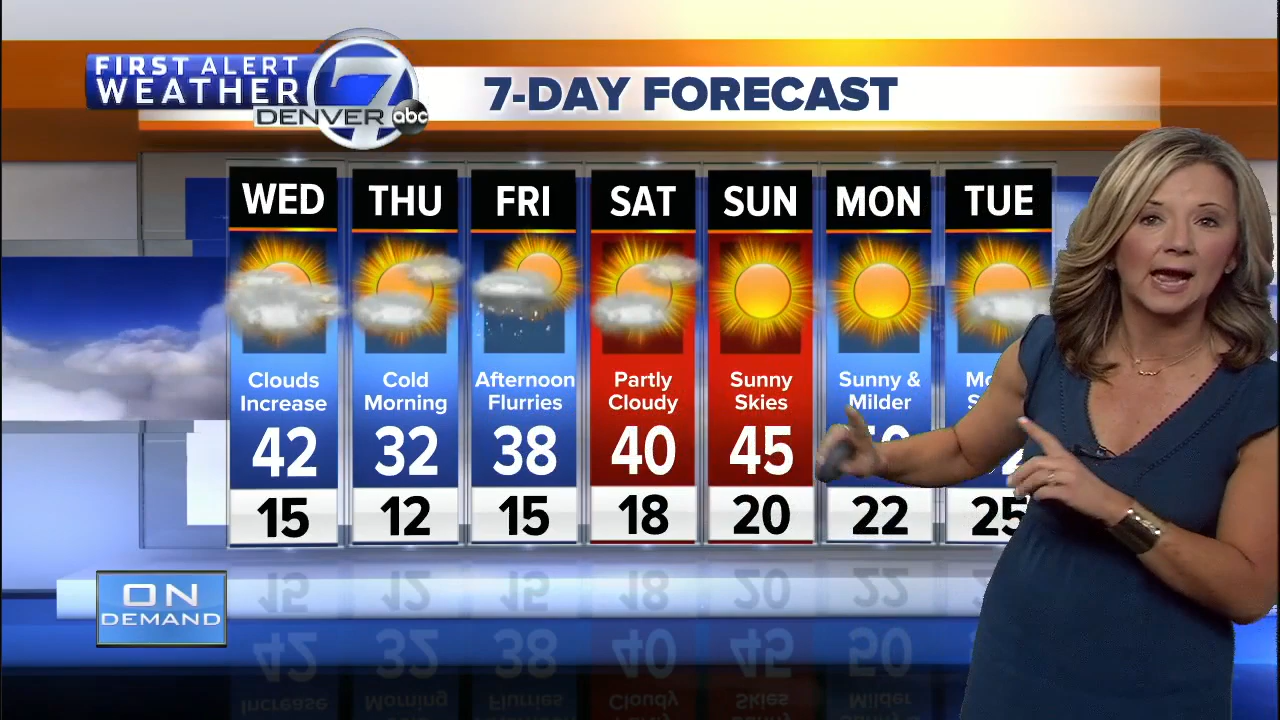 FIRST ALERT
WEATHER
7
DENVER
abc
7-DAY FORECAST
WED THU FRI SAT SUN MON TUE
Clouds Increase
Cold Morning
Afternoon Flurries
Partly Cloudy
Sunny Skies
Sunny & Milder
42 32 38 40 45 50
15 12 15 18 20 22 25
ON
DEMAND